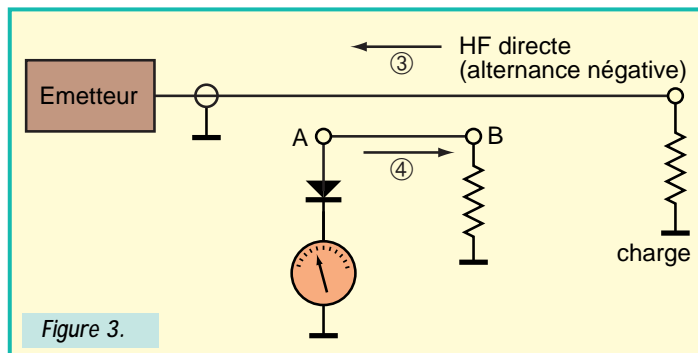 ③
HF directe
(alternance négative)
Emetteur
A
B
④
charge
Figure 3.